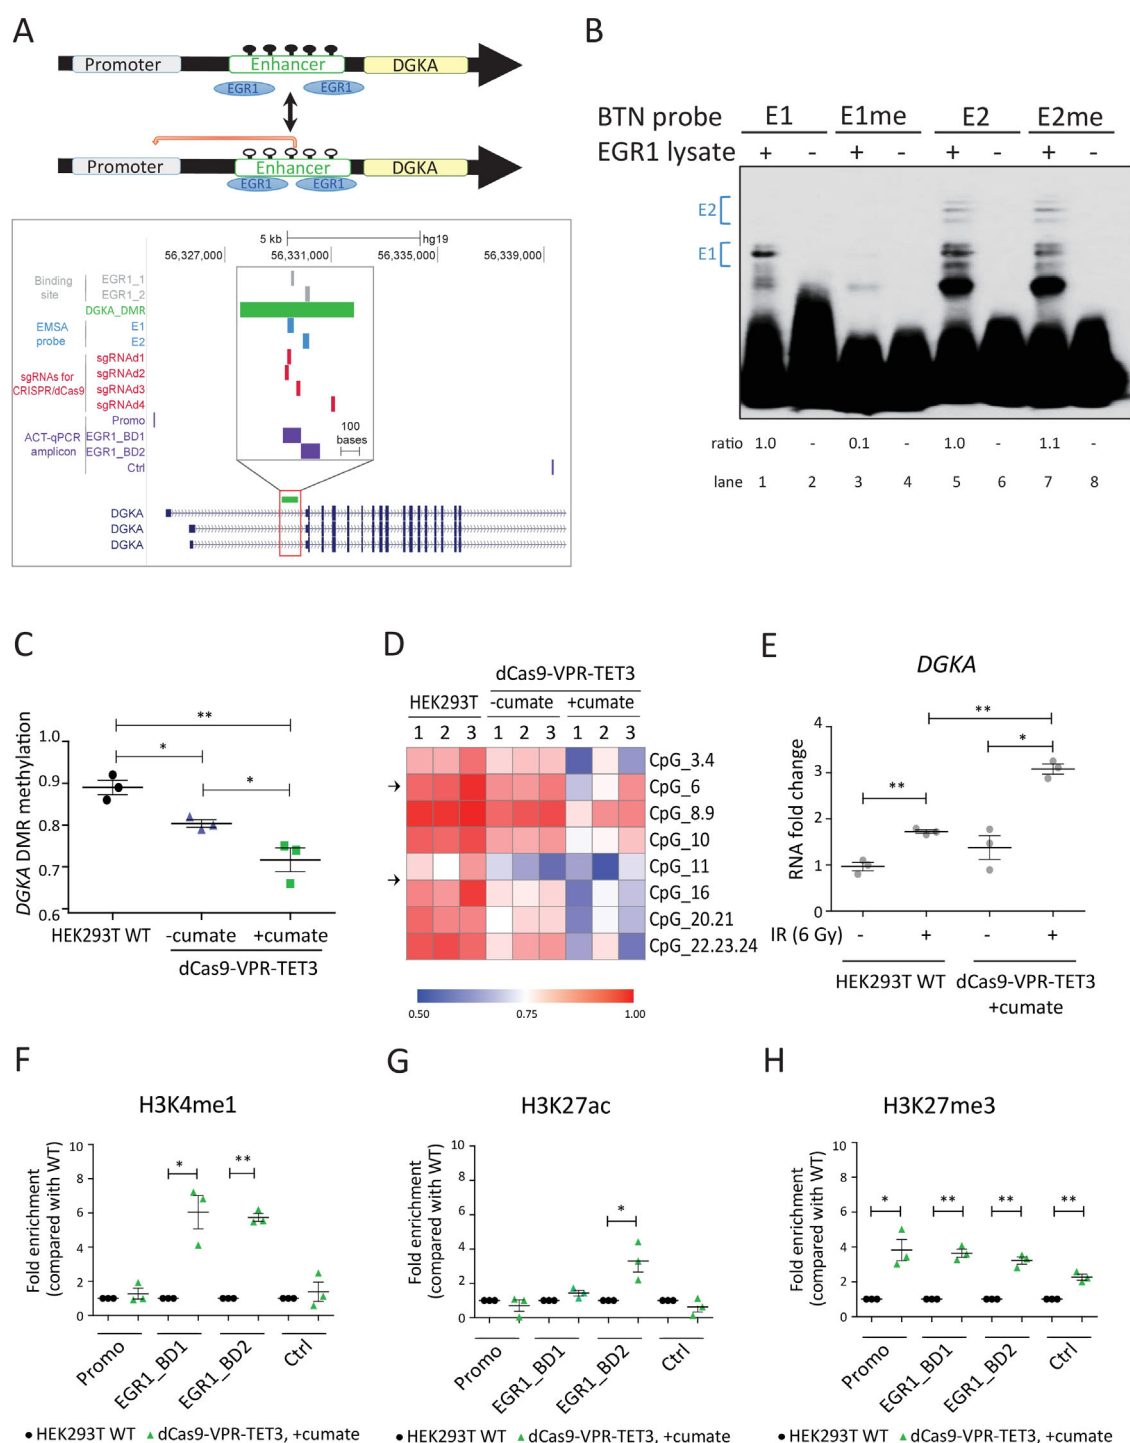 A
Promoter Enhancer DGKA
EGR1 EGR1
Promoter Enhancer DGKA
EGR1 EGR1
5 kb hg19
56,327,000 56,331,000 56,335,000 56,339,000
Binding site
EGR1_1
EGR1_2
DGKA_DMR
EMSA probe
E1
E2
sgRNAs for CRISPR/dCas9
sgRNAd1
sgRNAd2
sgRNAd3
sgRNAd4
ACT-qPCR amplicon
Promo
EGR1_BD1
EGR1_BD2
Ctrl
100 bases
DGKA
DGKA
DGKA
B
BTN probe E1 E1me E2 E2me
EGR1 lysate + - + - + - + -
E2
E1
ratio 1.0 - 0.1 - 1.0 - 1.1 -
lane 1 2 3 4 5 6 7 8
C
DGKA DMR methylation
1.0
0.9
0.8
0.7
0.6
**
* *
HEK293T WT -cumate +cumate
dCas9-VPR-TET3
D
dCas9-VPR-TET3
HEK293T -cumate +cumate
1 2 3 1 2 3 1 2 3
CpG_3.4
CpG_6
CpG_8.9
CpG_10
CpG_11
CpG_16
CpG_20.21
CpG_22.23.24
0.50 0.75 1.00
E
DGKA
RNA fold change
4
3
2
1
0
**
*
**
IR (6 Gy) - + - +
HEK293T WT dCas9-VPR-TET3
+cumate
F
H3K4me1
Fold enrichment
(compared with WT)
10
8
6
4
2
0
* **
Promo EGR1_BD1 EGR1_BD2 Ctrl
HEK293T WT dCas9-VPR-TET3, +cumate
G
H3K27ac
Fold enrichment
(compared with WT)
10
8
6
4
2
0
*
Promo EGR1_BD1 EGR1_BD2 Ctrl
HEK293T WT dCas9-VPR-TET3, +cumate
H
H3K27me3
Fold enrichment
(compared with WT)
10
8
6
4
2
0
* ** ** **
Promo EGR1_BD1 EGR1_BD2 Ctrl
HEK293T WT dCas9-VPR-TET3, +cumate